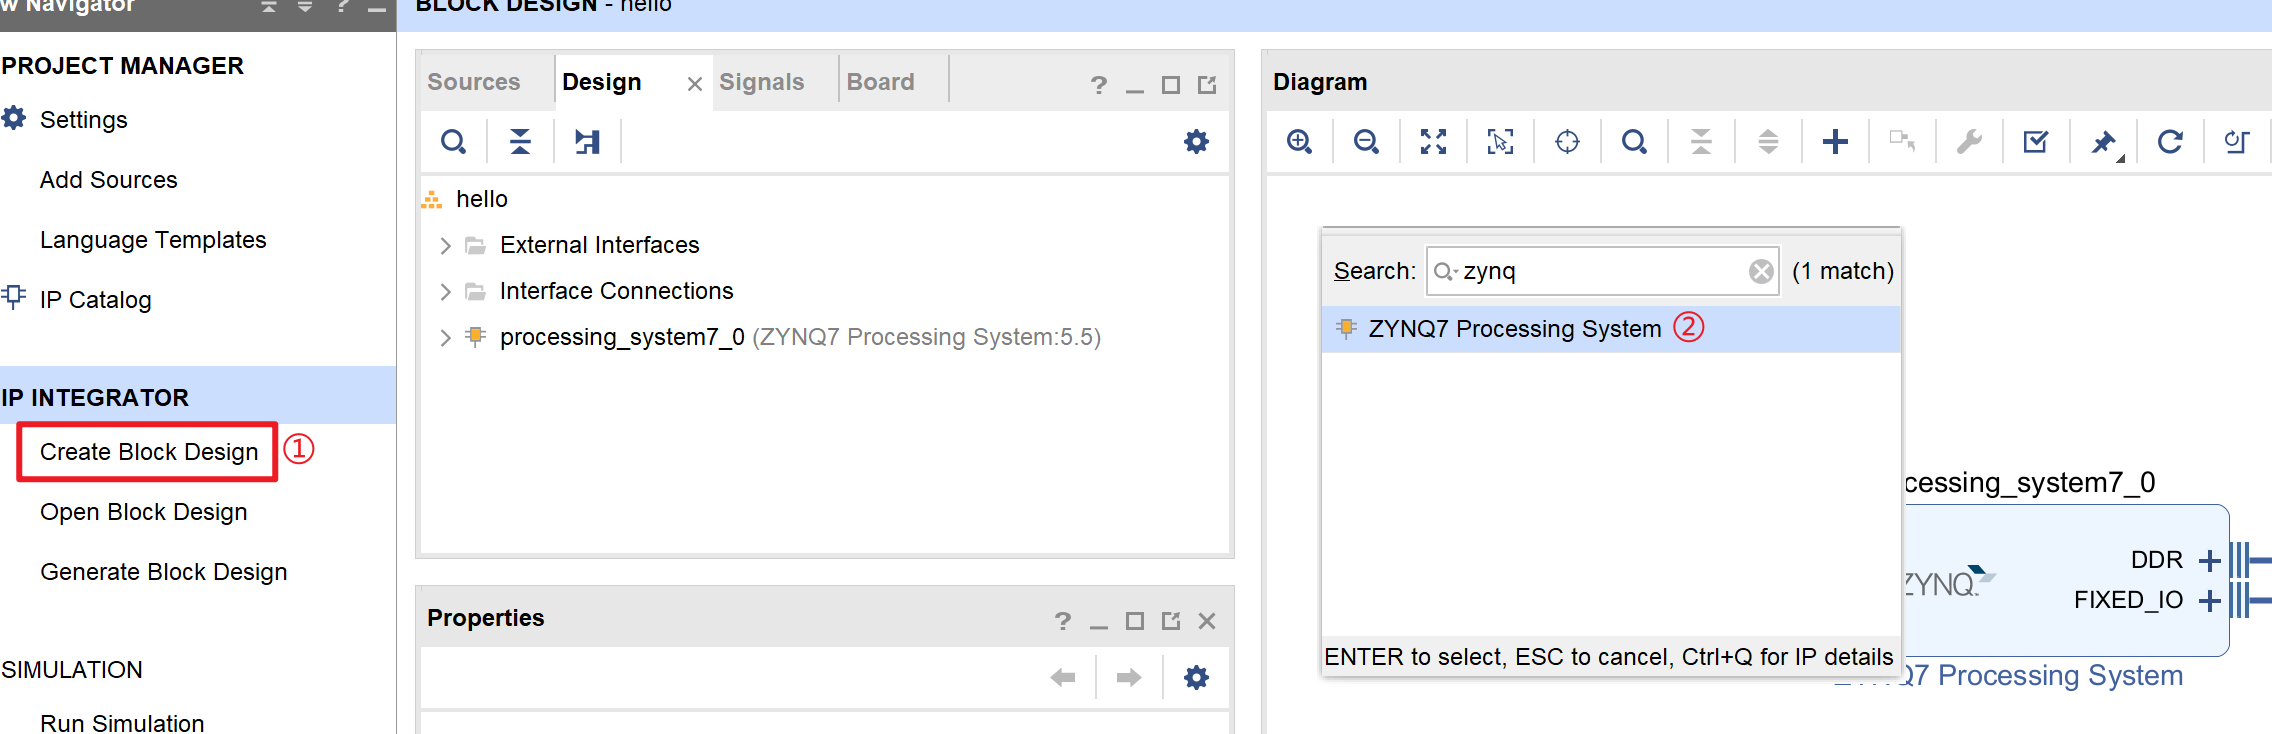 w Navigator
?
PROJECT MANAGER
Settings
Add Sources
Language Templates
IP Catalog
IP INTEGRATOR
Create Block Design ①
Open Block Design
Generate Block Design
SIMULATION
Run Simulation
BLOCK DESIGN - hello
Sources Design Signals Board ?
hello
External Interfaces
Interface Connections
processing_system7_0 (ZYNQ7 Processing System:5.5)
Properties ?
Diagram
Search: zynq (1 match)
ZYNQ7 Processing System ②
ENTER to select, ESC to cancel, Ctrl+Q for IP details
cessing_system7_0
DDR
FIXED_IO
ZYNQ
Q7 Processing System